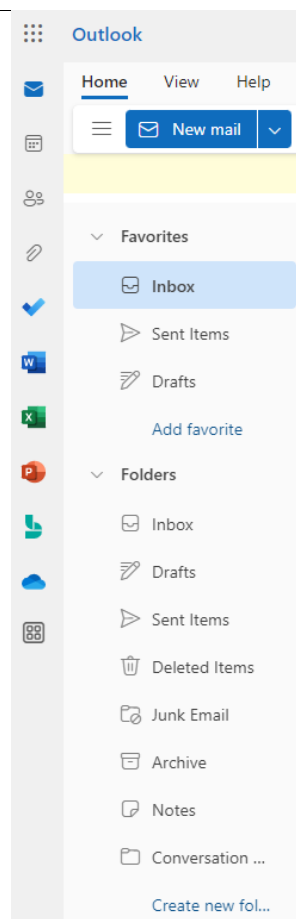 Outlook
Home View Help
New mail
Favorites
Inbox
Sent Items
Drafts
Add favorite
Folders
Inbox
Drafts
Sent Items
Deleted Items
Junk Email
Archive
Notes
Conversation ...
Create new fol...